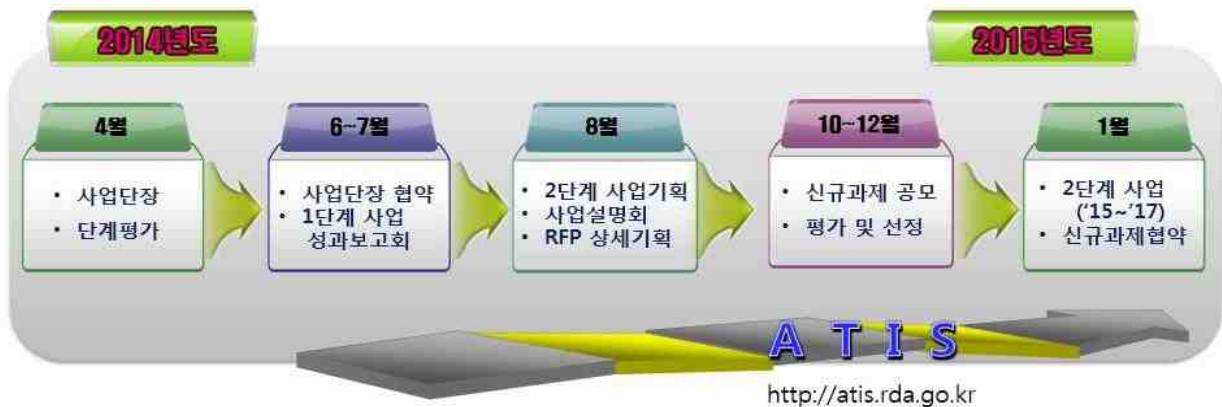 2014년도
2015년도
4월
• 사업단장
• 단계평가
6~7월
• 사업단장 협약
• 1단계 사업
성과보고회
8월
• 2단계 사업기획
• 사업설명회
• RFP 상세기획
10~12월
• 신규과제 공모
• 평가 및 선정
1월
• 2단계 사업
('15~'17)
• 신규과제협약
A T I S
http://atis.rda.go.kr